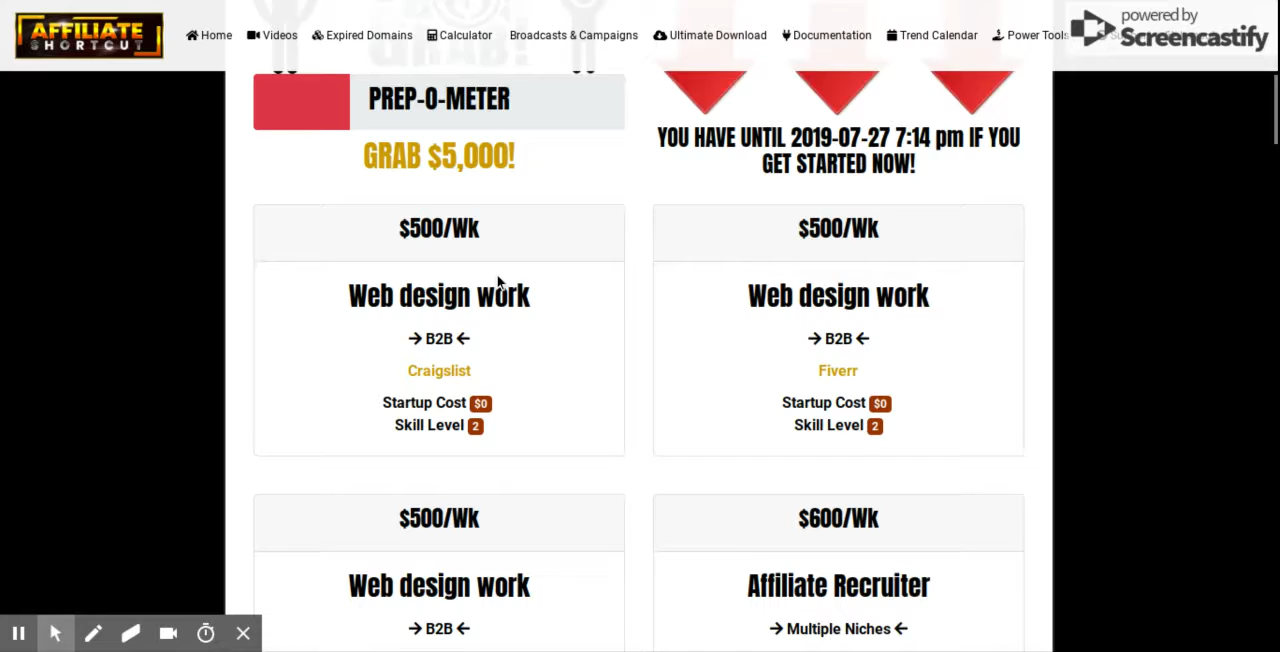 AFFILIATE
SHORTCUT
Home
Videos
Expired Domains
Calculator
Broadcasts & Campaigns
Ultimate Download
Documentation
Trend Calendar
Power Tools
powered by
Screencastify
PREP-O-METER
GRAB $5,000!
YOU HAVE UNTIL 2019-07-27 7:14 pm IF YOU
GET STARTED NOW!
$500/Wk
Web design work
→ B2B ←
Craigslist
Startup Cost $0
Skill Level 2
$500/Wk
Web design work
→ B2B ←
Fiverr
Startup Cost $0
Skill Level 2
$500/Wk
Web design work
→ B2B ←
$600/Wk
Affiliate Recruiter
→ Multiple Niches ←